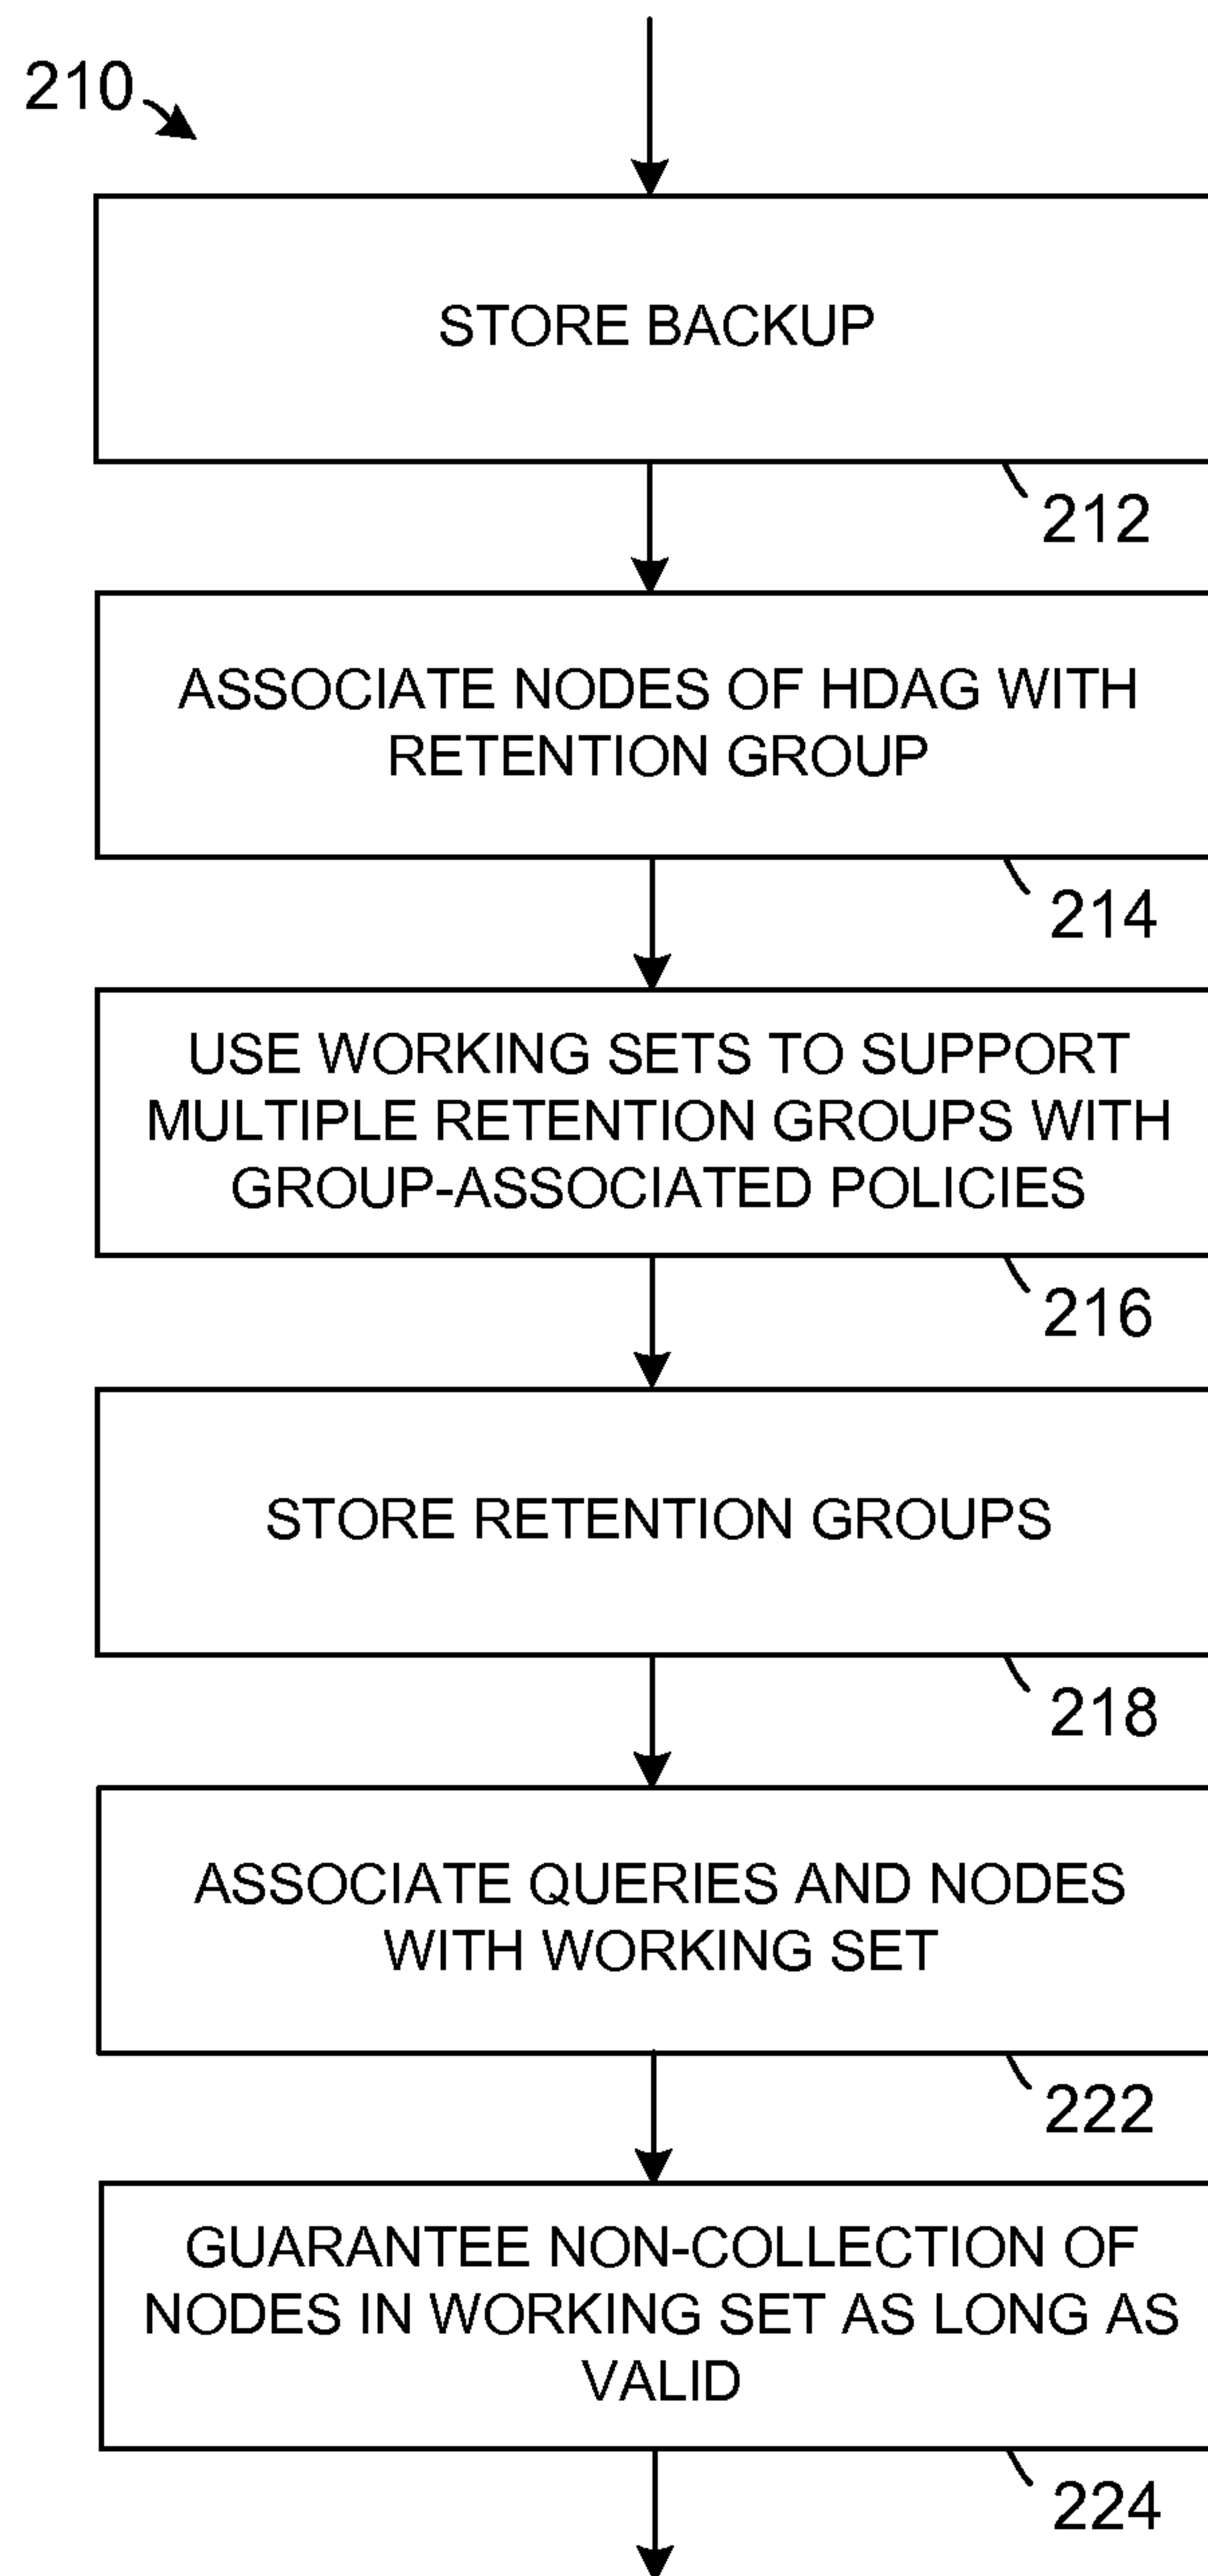 210
STORE BACKUP
212
ASSOCIATE NODES OF HDAG WITH
RETENTION GROUP
214
USE WORKING SETS TO SUPPORT
MULTIPLE RETENTION GROUPS WITH
GROUP-ASSOCIATED POLICIES
216
STORE RETENTION GROUPS
218
ASSOCIATE QUERIES AND NODES
WITH WORKING SET
222
GUARANTEE NON-COLLECTION OF
NODES IN WORKING SET AS LONG AS
VALID
224